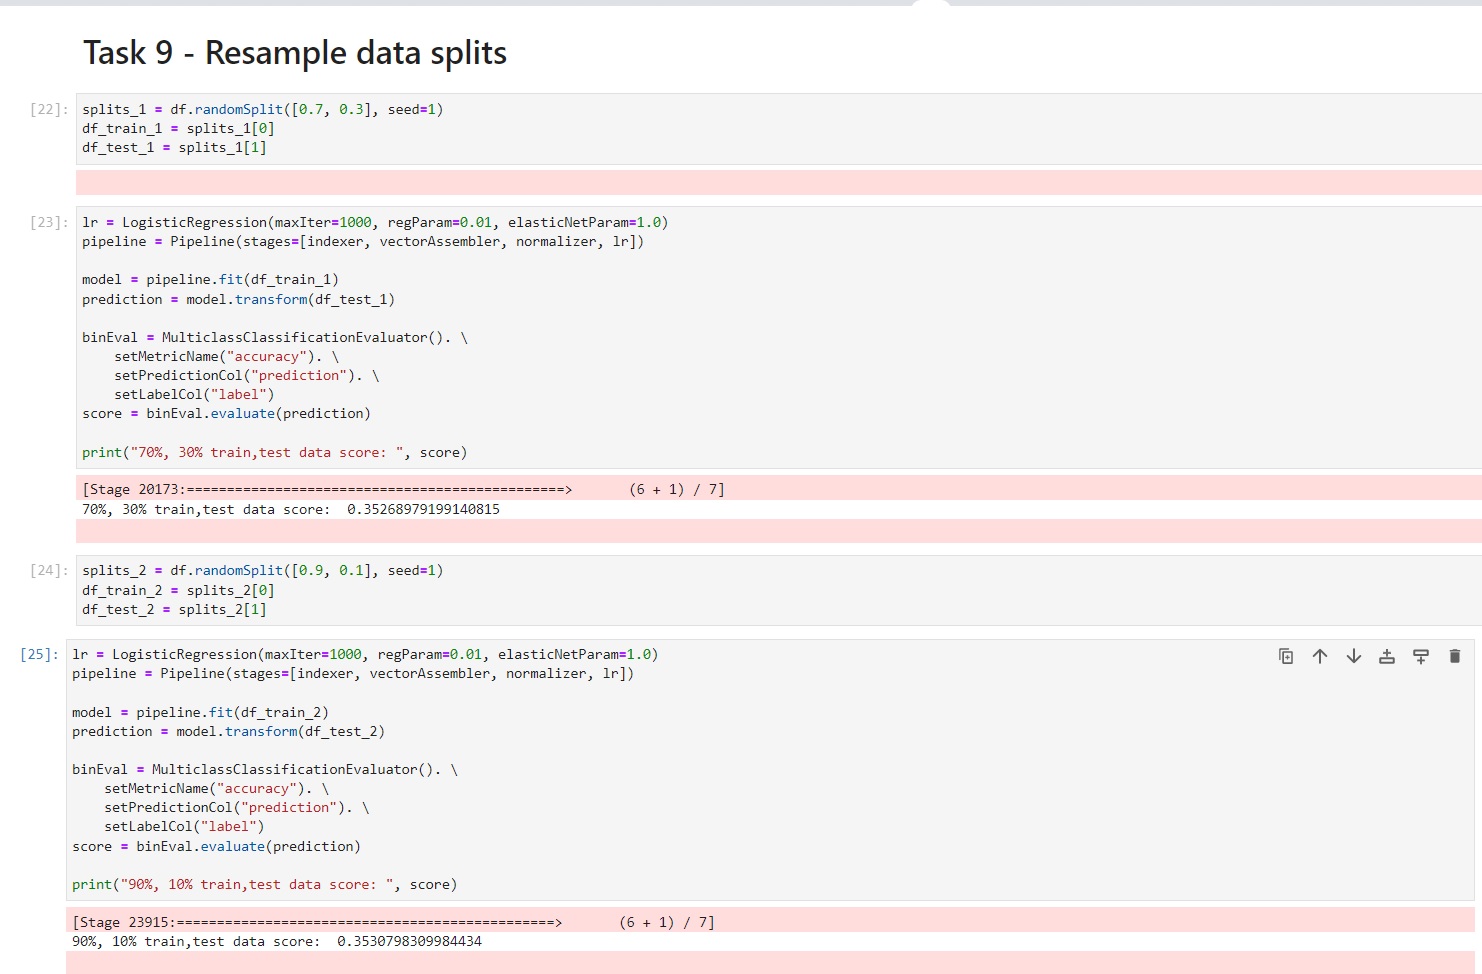 Task 9 - Resample data splits
[22]: splits_1 = df.randomSplit([0.7, 0.3], seed=1)
df_train_1 = splits_1[0]
df_test_1 = splits_1[1]
[23]: lr = LogisticRegression(maxIter=1000, regParam=0.01, elasticNetParam=1.0)
pipeline = Pipeline(stages=[indexer, vectorAssembler, normalizer, lr])
model = pipeline.fit(df_train_1)
prediction = model.transform(df_test_1)
binEval = MulticlassClassificationEvaluator(). \
setMetricName("accuracy"). \
setPredictionCol("prediction"). \
setLabelCol("label")
score = binEval.evaluate(prediction)
print("70%, 30% train,test data score: ", score)
[Stage 20173:===============================================> (6 + 1) / 7]
70%, 30% train,test data score:  0.35268979199140815
[24]: splits_2 = df.randomSplit([0.9, 0.1], seed=1)
df_train_2 = splits_2[0]
df_test_2 = splits_2[1]
[25]: lr = LogisticRegression(maxIter=1000, regParam=0.01, elasticNetParam=1.0)
pipeline = Pipeline(stages=[indexer, vectorAssembler, normalizer, lr])
model = pipeline.fit(df_train_2)
prediction = model.transform(df_test_2)
binEval = MulticlassClassificationEvaluator(). \
setMetricName("accuracy"). \
setPredictionCol("prediction"). \
setLabelCol("label")
score = binEval.evaluate(prediction)
print("90%, 10% train,test data score: ", score)
[Stage 23915:===============================================> (6 + 1) / 7]
90%, 10% train,test data score:  0.3530798309984434